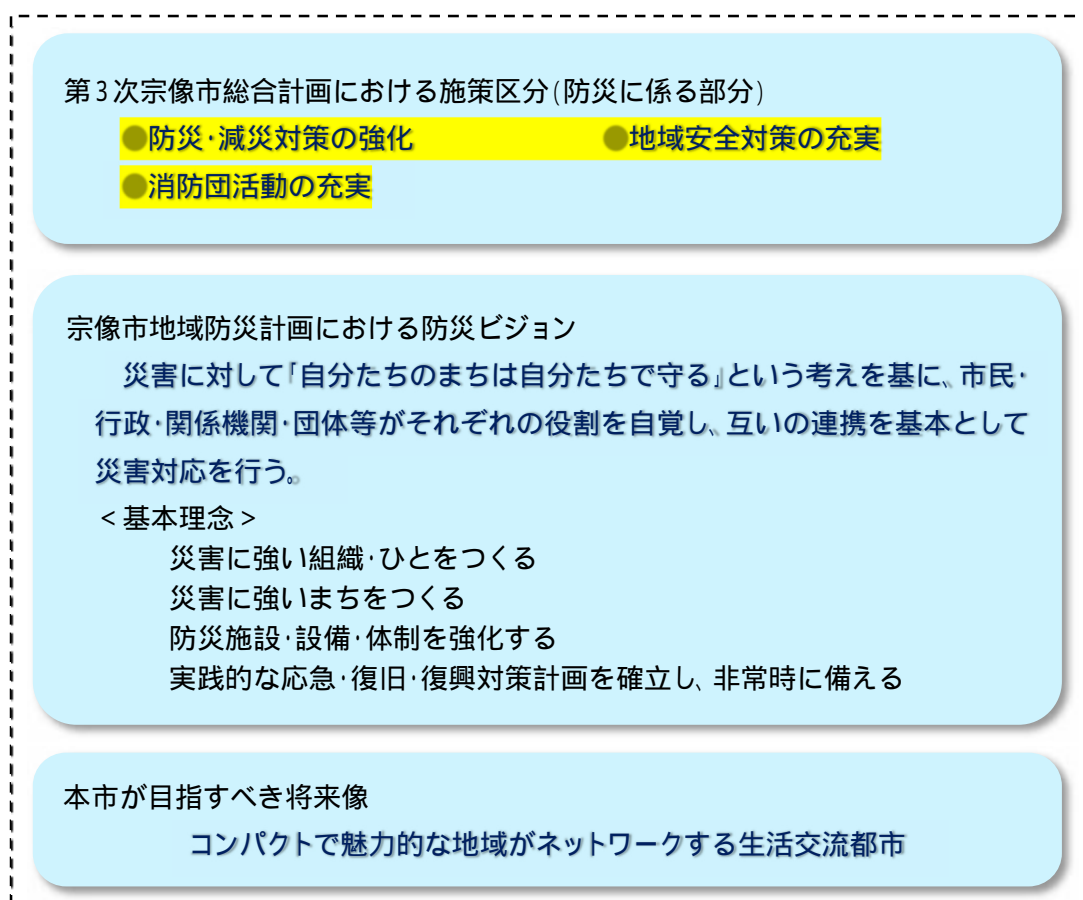 第3次宗像市総合計画における施策区分(防災に係る部分)
●防災・減災対策の強化 ●地域安全対策の充実
●消防団活動の充実
宗像市地域防災計画における防災ビジョン
災害に対して「自分たちのまちは自分たちで守る」という考えを基に、市民・
行政・関係機関・団体等がそれぞれの役割を自覚し、互いの連携を基本として
災害対応を行う。
<基本理念>
災害に強い組織・ひとをつくる
災害に強いまちをつくる
防災施設・設備・体制を強化する
実践的な応急・復旧・復興対策計画を確立し、非常時に備える
本市が目指すべき将来像
コンパクトで魅力的な地域がネットワークする生活交流都市